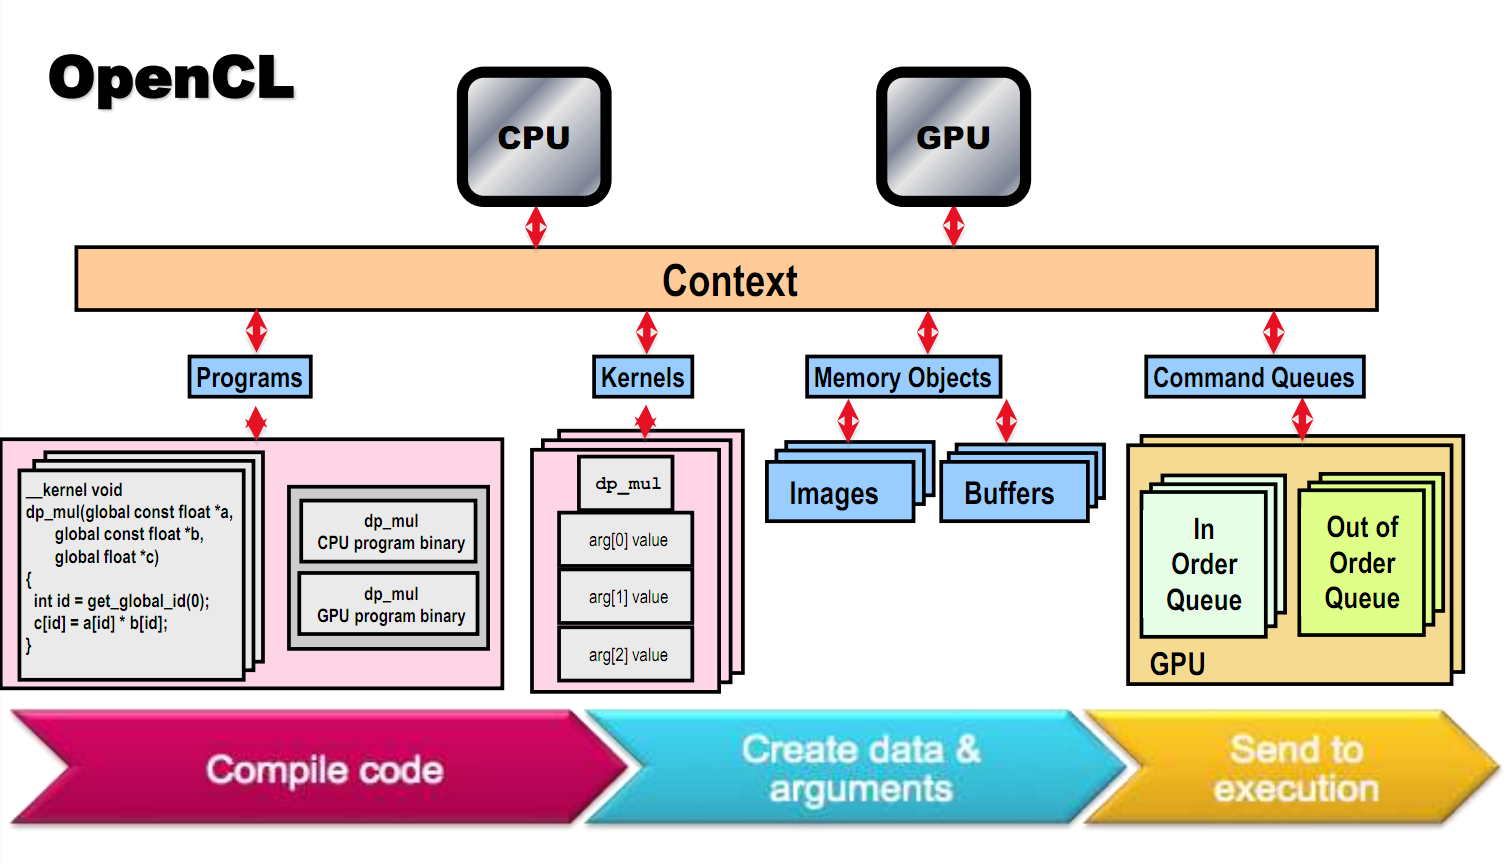 OpenCL
CPU
GPU
Context
Programs
Kernels
Memory Objects
Command Queues
__kernel void
dp_mul(global const float *a,
global const float *b,
global float *c)
{
int id = get_global_id(0);
c[id] = a[id] * b[id];
}
dp_mul
CPU program binary
dp_mul
GPU program binary
dp_mul
arg[0] value
arg[1] value
arg[2] value
Images
Buffers
In
Order
Queue
Out of
Order
Queue
GPU
Compile code
Create data &
arguments
Send to
execution